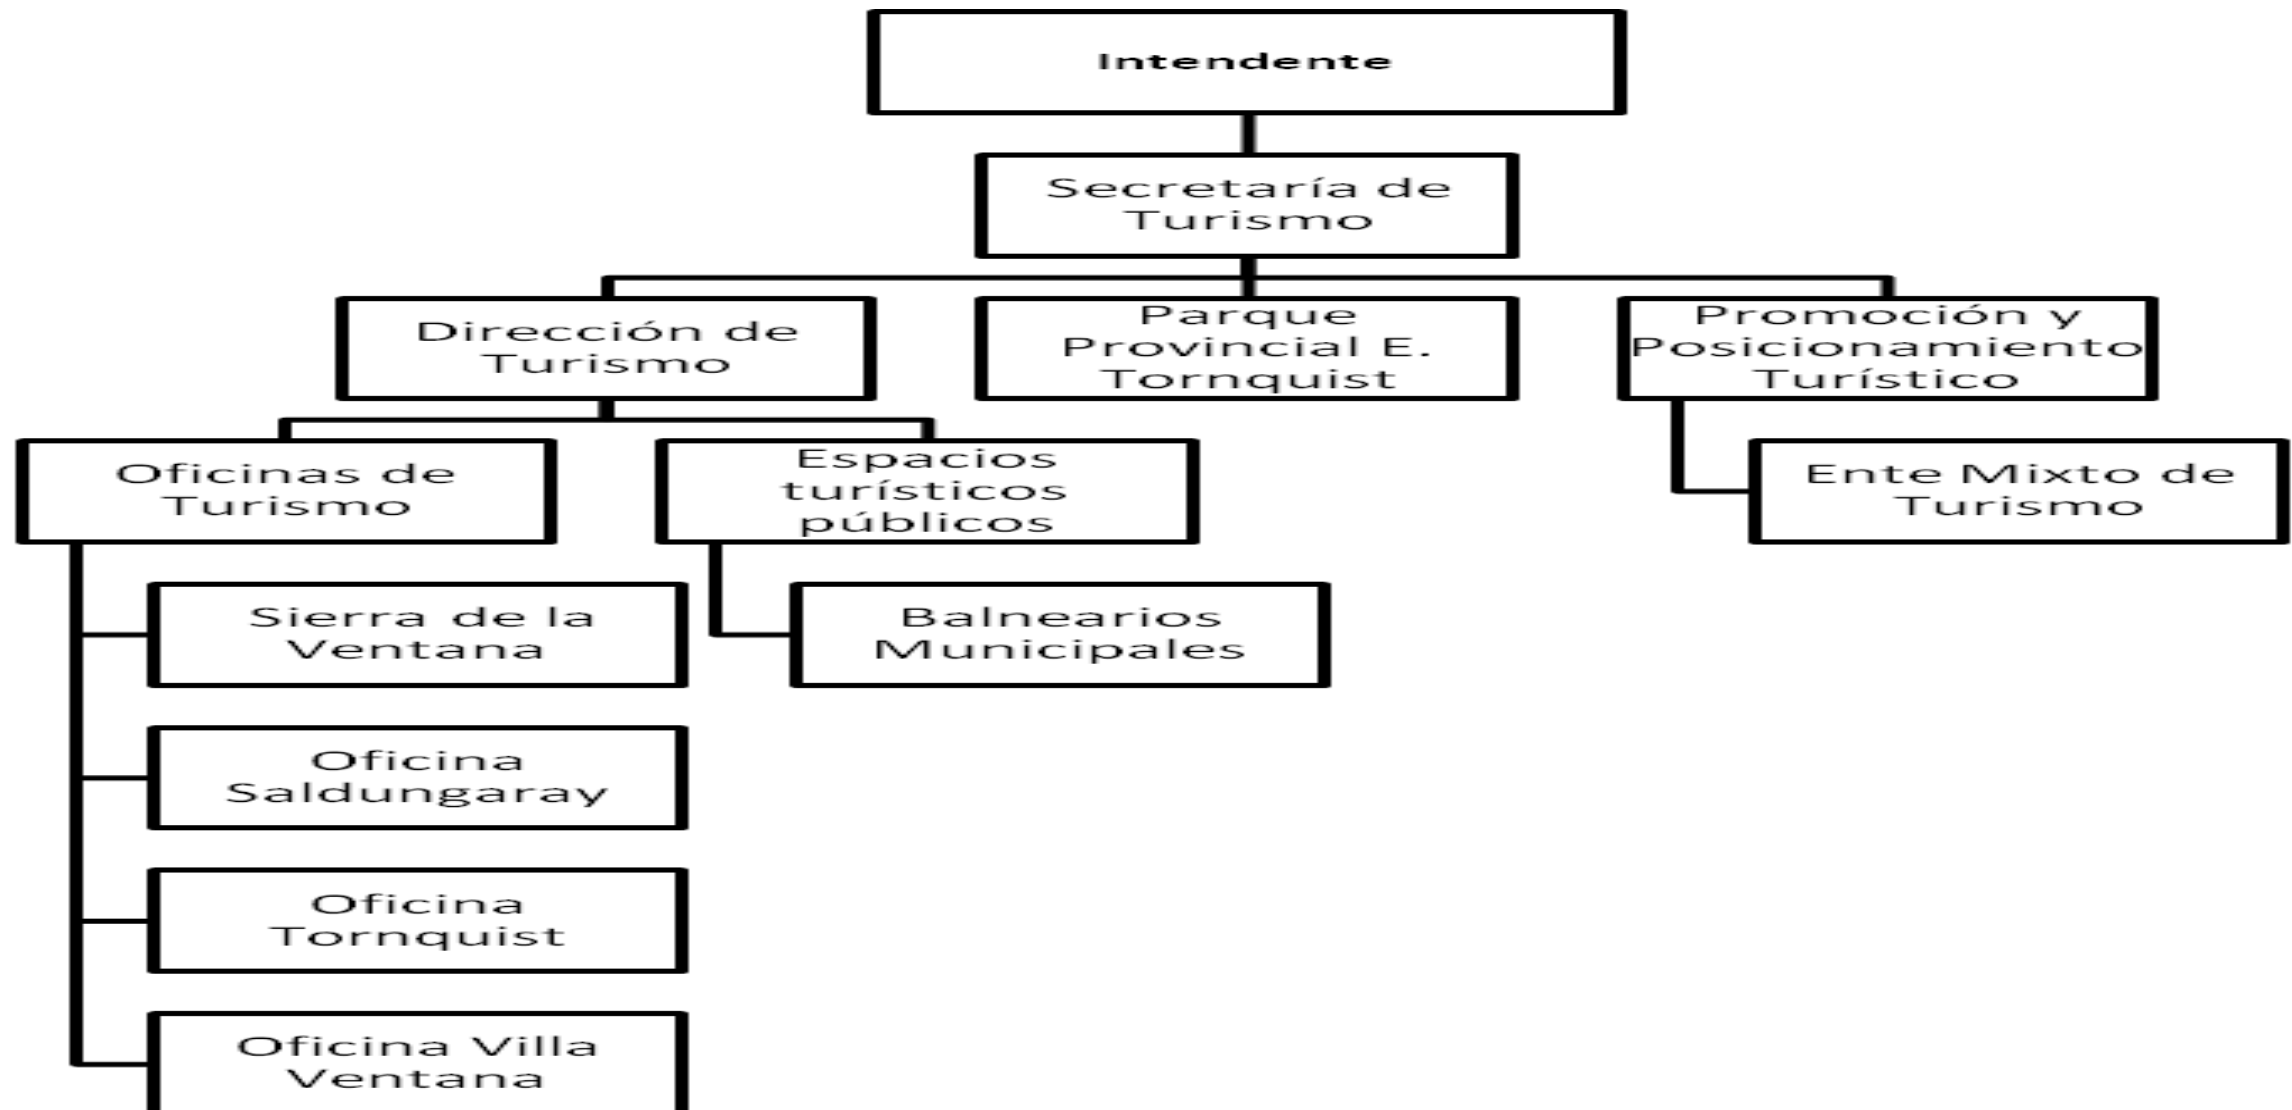 Intendente
Secretaría de
Turismo
Dirección de
Turismo
Parque
Provincial E.
Tornquist
Promoción y
Posicionamiento
Turístico
Oficinas de
Turismo
Espacios
turísticos
públicos
Ente Mixto de
Turismo
Sierra de la
Ventana
Balnearios
Municipales
Oficina
Saldungaray
Oficina
Tornquist
Oficina Villa
Ventana